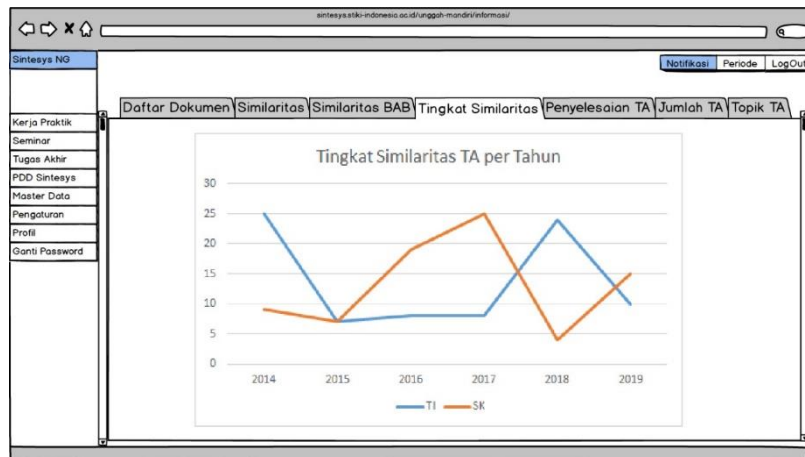 sintesys.stiki-indonesia.ac.id/unggah-mandiri/informasi/
Sintesys NG
Notifikasi Periode LogOut
Daftar Dokumen Similaritas Similaritas BAB Tingkat Similaritas Penyelesaian TA Jumlah TA Topik TA
Kerja Praktik
Seminar
Tugas Akhir
PDD Sintesys
Master Data
Pengaturan
Profil
Ganti Password
Tingkat Similaritas TA per Tahun
30
25
20
15
10
5
0
2014 2015 2016 2017 2018 2019
TI SK